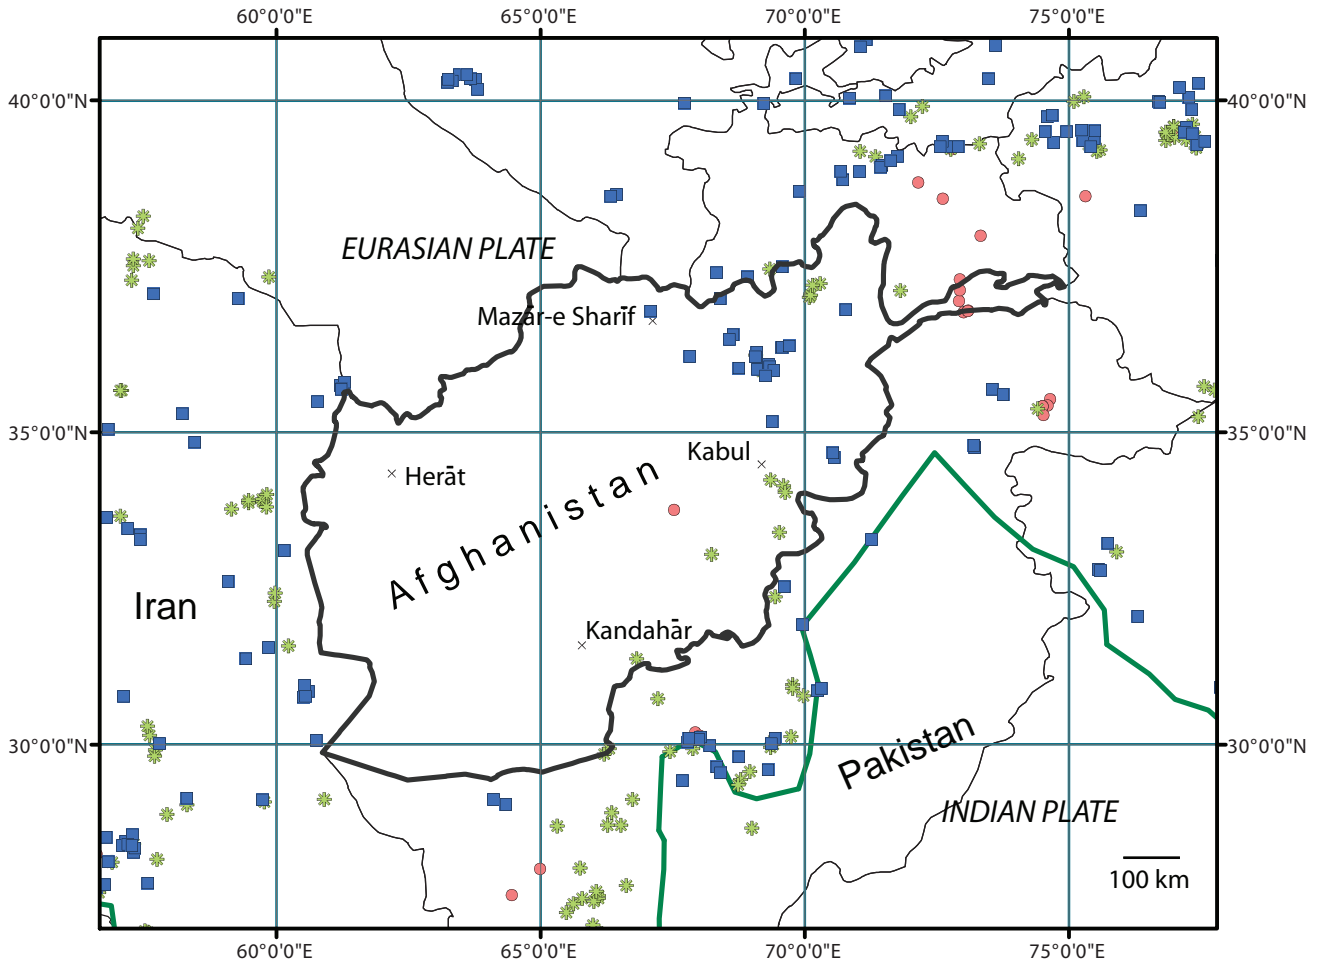 60°0'0"E 65°0'0"E 70°0'0"E 75°0'0"E
40°0'0"N 40°0'0"N
EURASIAN PLATE
Mazār-e Sharīf
35°0'0"N 35°0'0"N
Kabul
Herāt
Afghanistan
Iran
Kandahār
30°0'0"N 30°0'0"N
Pakistan
INDIAN PLATE
100 km
60°0'0"E 65°0'0"E 70°0'0"E 75°0'0"E